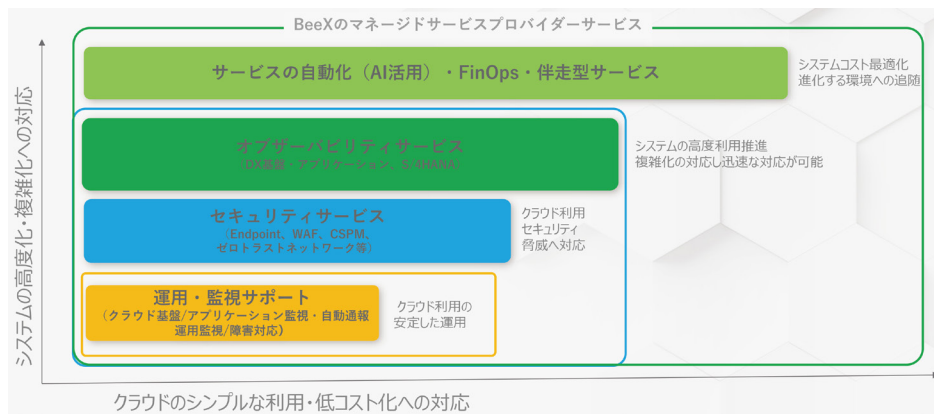 BeeXのマネージドサービスプロバイダーサービス
サービスの自動化（AI活用）・FinOps・伴走型サービス
システムコスト最適化
進化する環境への追随
オブザーバビリティサービス
（DX基盤・アプリケーション、S/4HANA）
システムの高度利用推進
複雑化の対応し迅速な対応が可能
セキュリティサービス
（Endpoint、WAF、CSPM、
ゼロトラストネットワーク等）
クラウド利用
セキュリティ
脅威へ対応
運用・監視サポート
（クラウド基盤/アプリケーション監視・自動通報
運用監視/障害対応）
クラウド利用の
安定した運用
システムの高度化・複雑化への対応
クラウドのシンプルな利用・低コスト化への対応